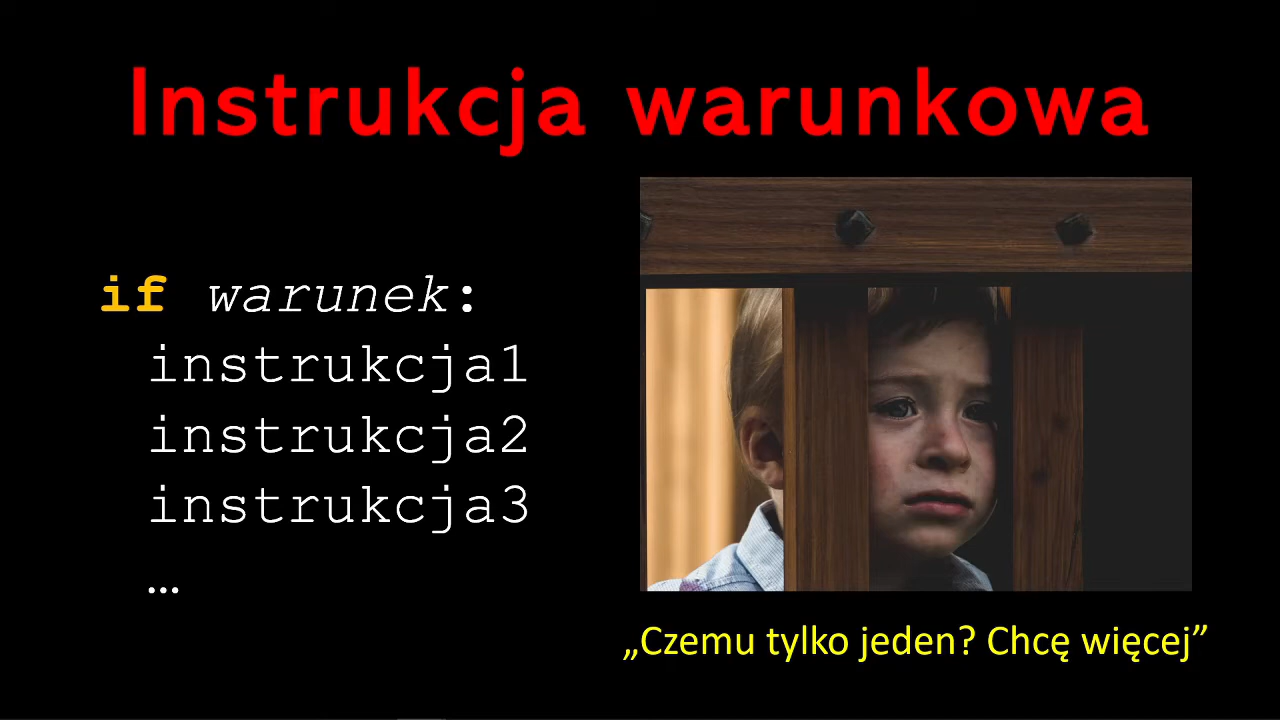 Instrukcja warunkowa
if warunek:
instrukcja1
instrukcja2
instrukcja3
…
„Czemu tylko jeden? Chcę więcej”